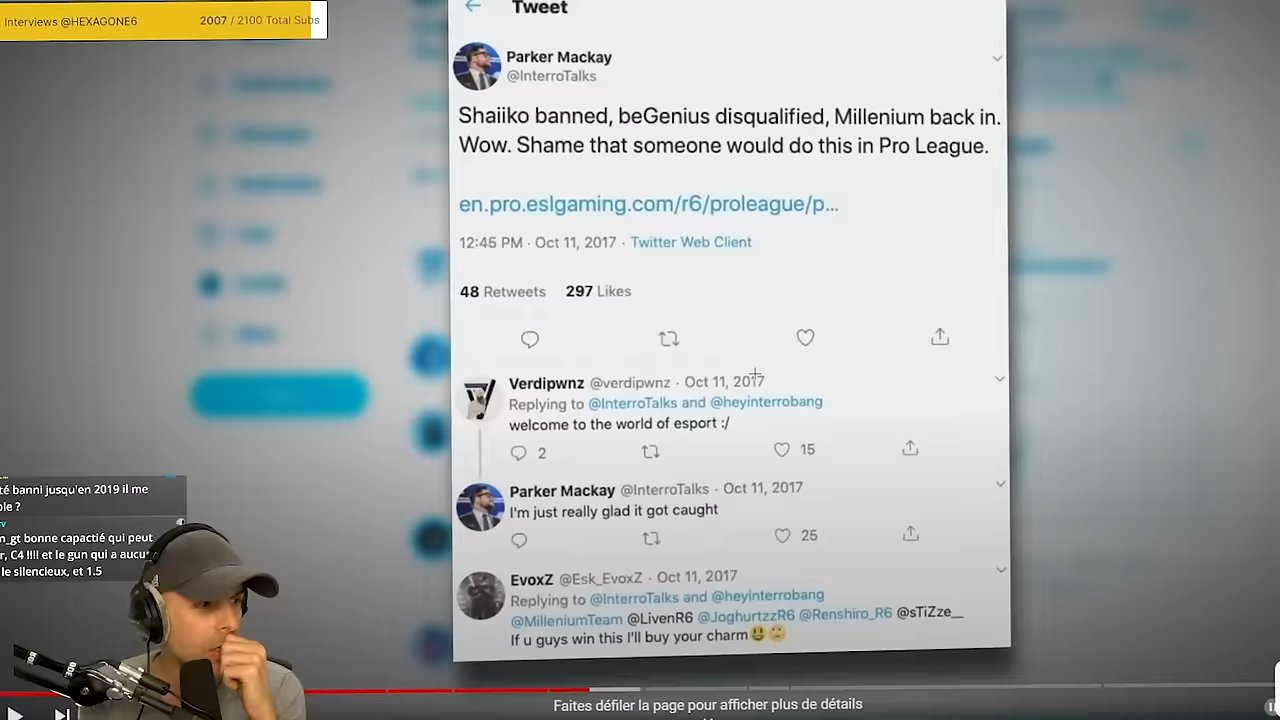 Interviews @HEXAGONE6
2007 / 2100 Total Subs
Tweet
Parker Mackay
@InterroTalks
Shaiiko banned, beGenius disqualified, Millenium back in.
Wow. Shame that someone would do this in Pro League.
en.pro.eslgaming.com/r6/proleague/p...
12:45 PM · Oct 11, 2017 · Twitter Web Client
48 Retweets 297 Likes
Verdipwnz @verdipwnz · Oct 11, 2017
Replying to @InterroTalks and @heyinterrobang
welcome to the world of esport :/
2
15
Parker Mackay @InterroTalks · Oct 11, 2017
I'm just really glad it got caught
25
EvoxZ @Esk_EvoxZ · Oct 11, 2017
Replying to @InterroTalks and @heyinterrobang
@MilleniumTeam @LivenR6 @JoghurtzzR6 @Renshiro_R6 @sTiZze__
If u guys win this I'll buy your charm
té banni jusqu'en 2019 il me
ble ?
n_gt bonne capactié qui peut
r, C4 !!!! et le gun qui a aucu
le silencieux, et 1.5
Faites défiler la page pour afficher plus de détails